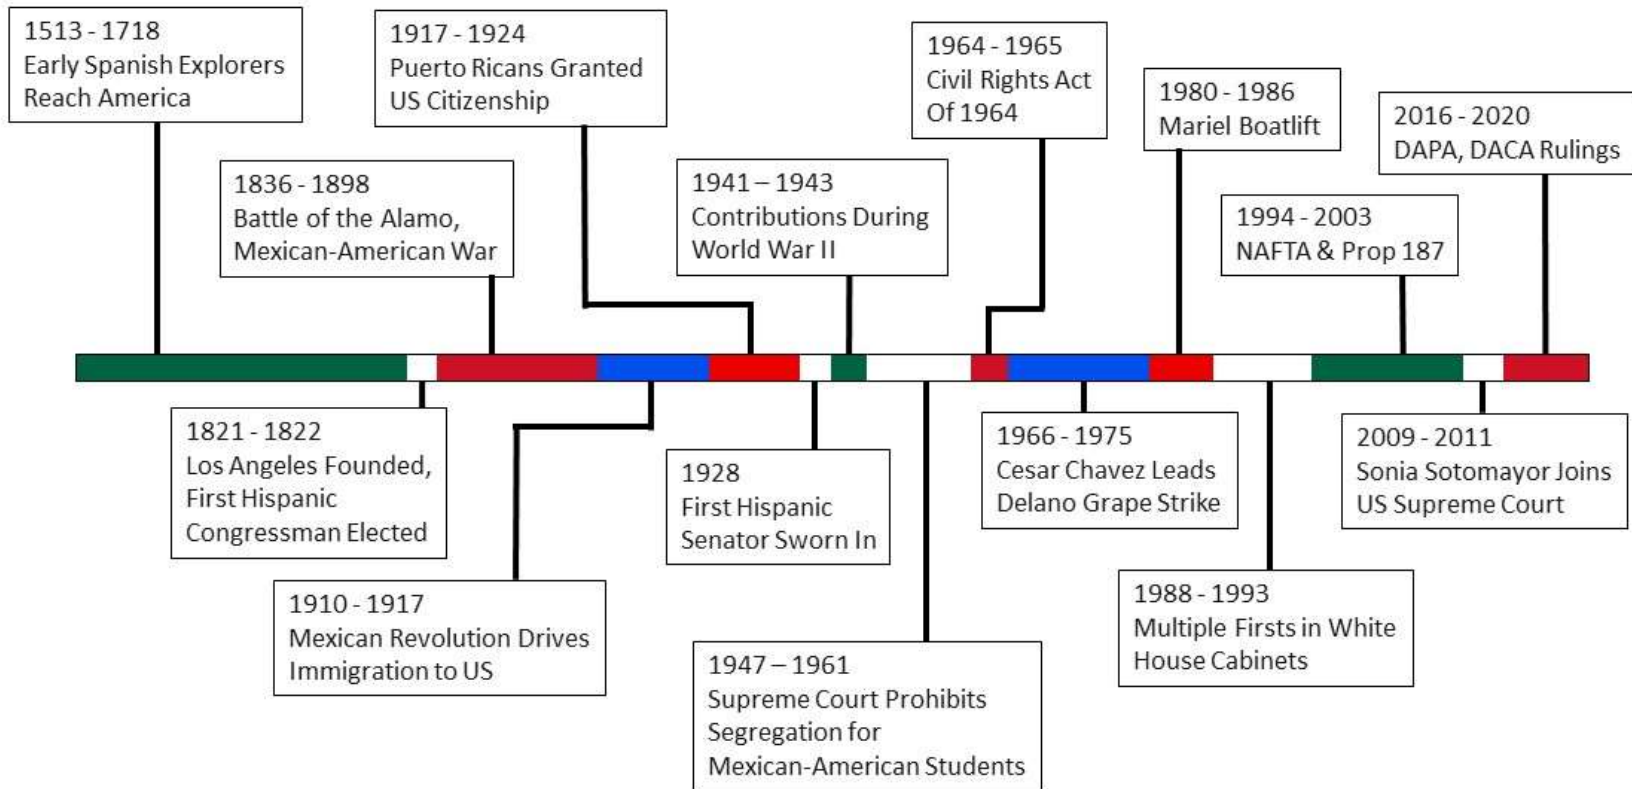 1513 - 1718
Early Spanish Explorers
Reach America
1821 - 1822
Los Angeles Founded,
First Hispanic
Congressman Elected
1836 - 1898
Battle of the Alamo,
Mexican-American War
1910 - 1917
Mexican Revolution Drives
Immigration to US
1917 - 1924
Puerto Ricans Granted
US Citizenship
1928
First Hispanic
Senator Sworn In
1941 – 1943
Contributions During
World War II
1947 – 1961
Supreme Court Prohibits
Segregation for
Mexican-American Students
1964 - 1965
Civil Rights Act
Of 1964
1966 - 1975
Cesar Chavez Leads
Delano Grape Strike
1980 - 1986
Mariel Boatlift
1988 - 1993
Multiple Firsts in White
House Cabinets
1994 - 2003
NAFTA & Prop 187
2009 - 2011
Sonia Sotomayor Joins
US Supreme Court
2016 - 2020
DAPA, DACA Rulings